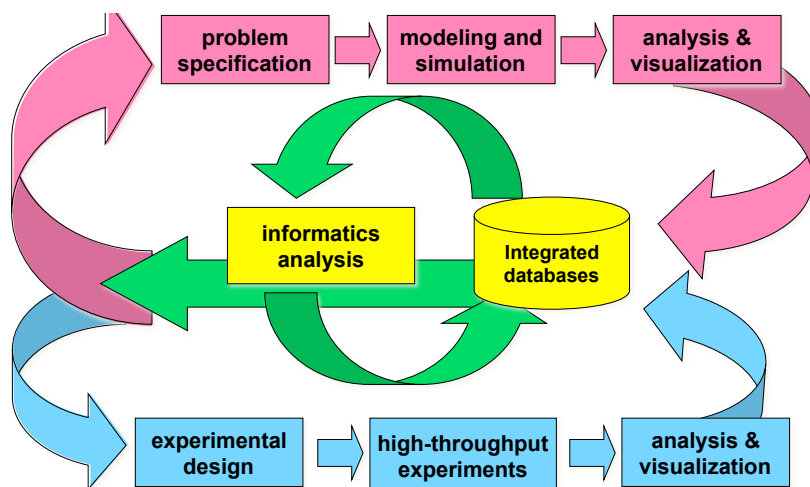 problem
specification
modeling and
simulation
analysis &
visualization
informatics
analysis
Integrated
databases
experimental
design
high-throughput
experiments
analysis &
visualization